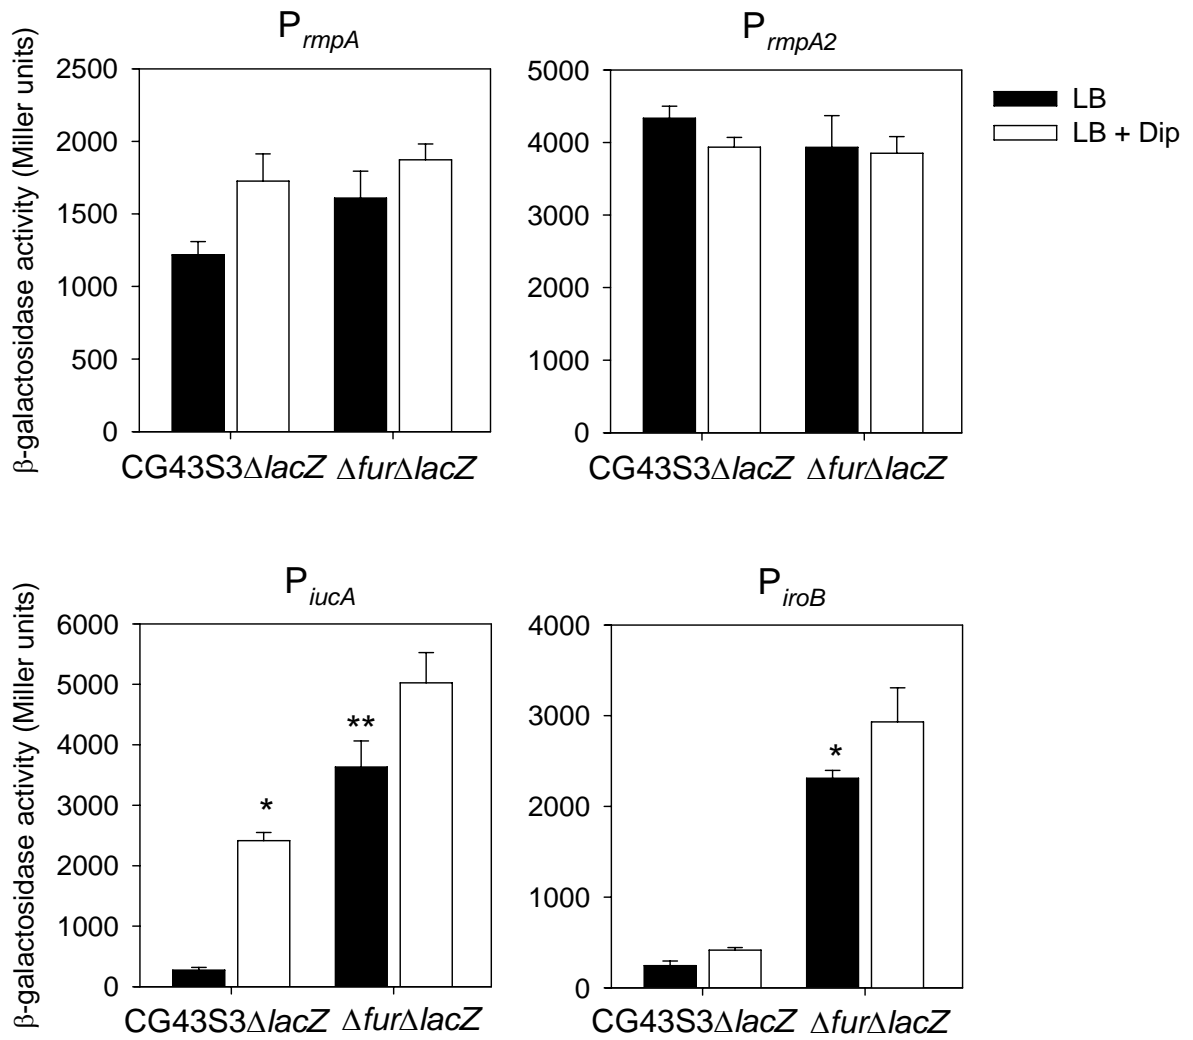 P rmpA
P rmpA2
β-galactosidase activity (Miller units)
2500
2000
1500
1000
500
0
CG43S3ΔlacZ ΔfurΔlacZ
5000
4000
3000
2000
1000
0
CG43S3ΔlacZ ΔfurΔlacZ
LB
LB + Dip
P iucA
P iroB
β-galactosidase activity (Miller units)
6000
5000
4000
3000
2000
1000
0
*
**
CG43S3ΔlacZ ΔfurΔlacZ
4000
3000
2000
1000
0
*
CG43S3ΔlacZ ΔfurΔlacZ